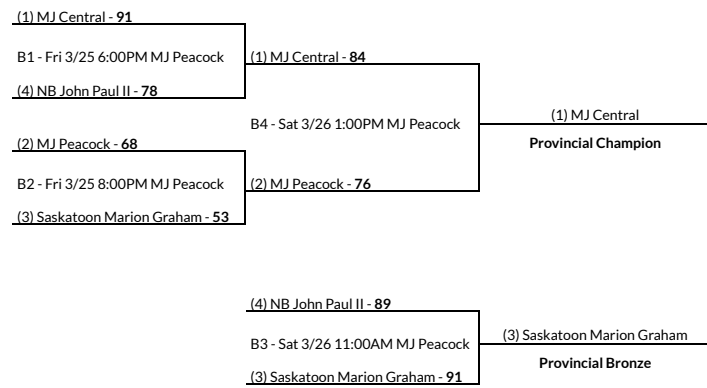 (1) MJ Central - 91
B1 - Fri 3/25 6:00PM MJ Peacock
(1) MJ Central - 84
(4) NB John Paul II - 78
B4 - Sat 3/26 1:00PM MJ Peacock
(1) MJ Central
Provincial Champion
(2) MJ Peacock - 68
B2 - Fri 3/25 8:00PM MJ Peacock
(2) MJ Peacock - 76
(3) Saskatoon Marion Graham - 53
(4) NB John Paul II - 89
B3 - Sat 3/26 11:00AM MJ Peacock
(3) Saskatoon Marion Graham
Provincial Bronze
(3) Saskatoon Marion Graham - 91